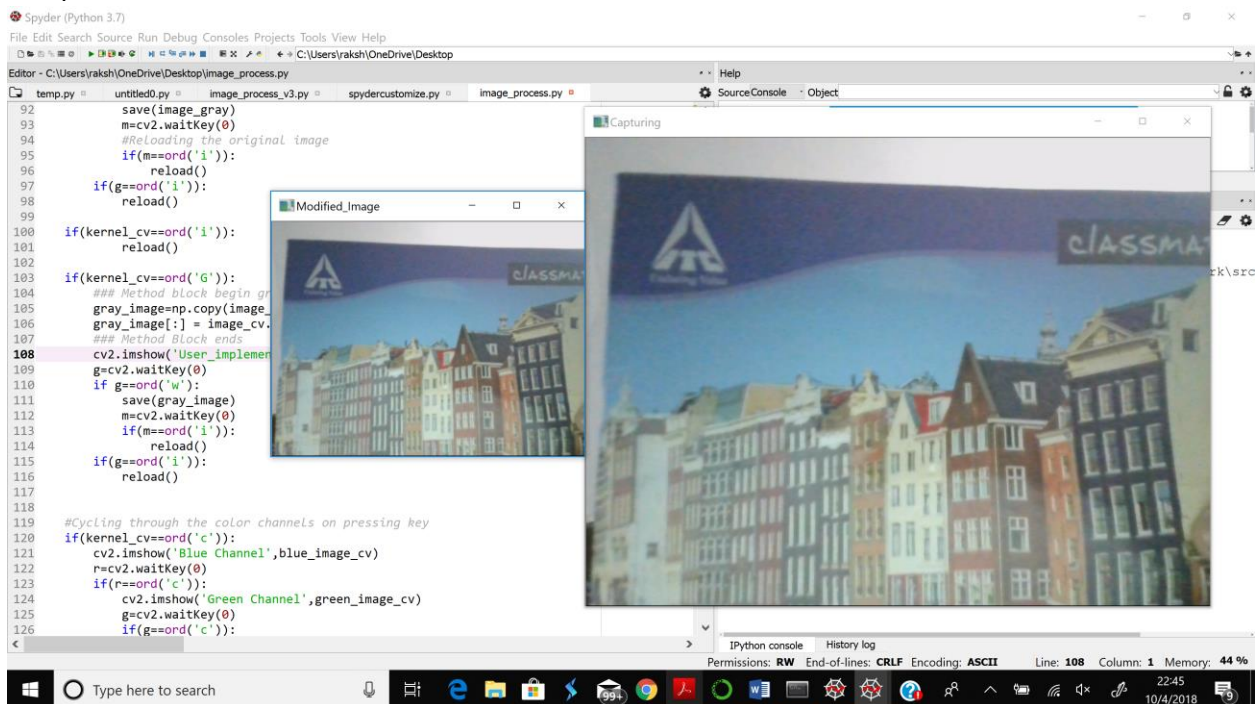 Spyder (Python 3.7)
File Edit Search Source Run Debug Consoles Projects Tools View Help
C:\Users\raksh\OneDrive\Desktop
Editor - C:\Users\raksh\OneDrive\Desktop\image_process.py
temp.py untitled0.py image_process_v3.py spydercustomize.py image_process.py
92 save(image_gray)
93 m=cv2.waitKey(0)
94 #Reloading the original image
95 if(m==ord('i')):
96 reload()
97 if(g==ord('i')):
98 reload()
99
100 if(kernel_cv==ord('i')):
101 reload()
102
103 if(kernel_cv==ord('G')):
104 ### Method block begin gr
105 gray_image=np.copy(image_
106 gray_image[:] = image_cv.
107 ### Method Block ends
108 cv2.imshow('User_implemen
109 g=cv2.waitKey(0)
110 if g==ord('w'):
111 save(gray_image)
112 m=cv2.waitKey(0)
113 if(m==ord('i')):
114 reload()
115 if(g==ord('i')):
116 reload()
117
118
119 #Cycling through the color channels on pressing key
120 if(kernel_cv==ord('c')):
121 cv2.imshow('Blue Channel',blue_image_cv)
122 r=cv2.waitKey(0)
123 if(r==ord('c')):
124 cv2.imshow('Green Channel',green_image_cv)
125 g=cv2.waitKey(0)
126 if(g==ord('c')):
Modified_Image
CLASSMA
Help
Source Console Object
Capturing
CLASSMA
rk\src
IPython console History log
Permissions: RW End-of-lines: CRLF Encoding: ASCII Line: 108 Column: 1 Memory: 44 %
Type here to search
99+
22:45
10/4/2018
9